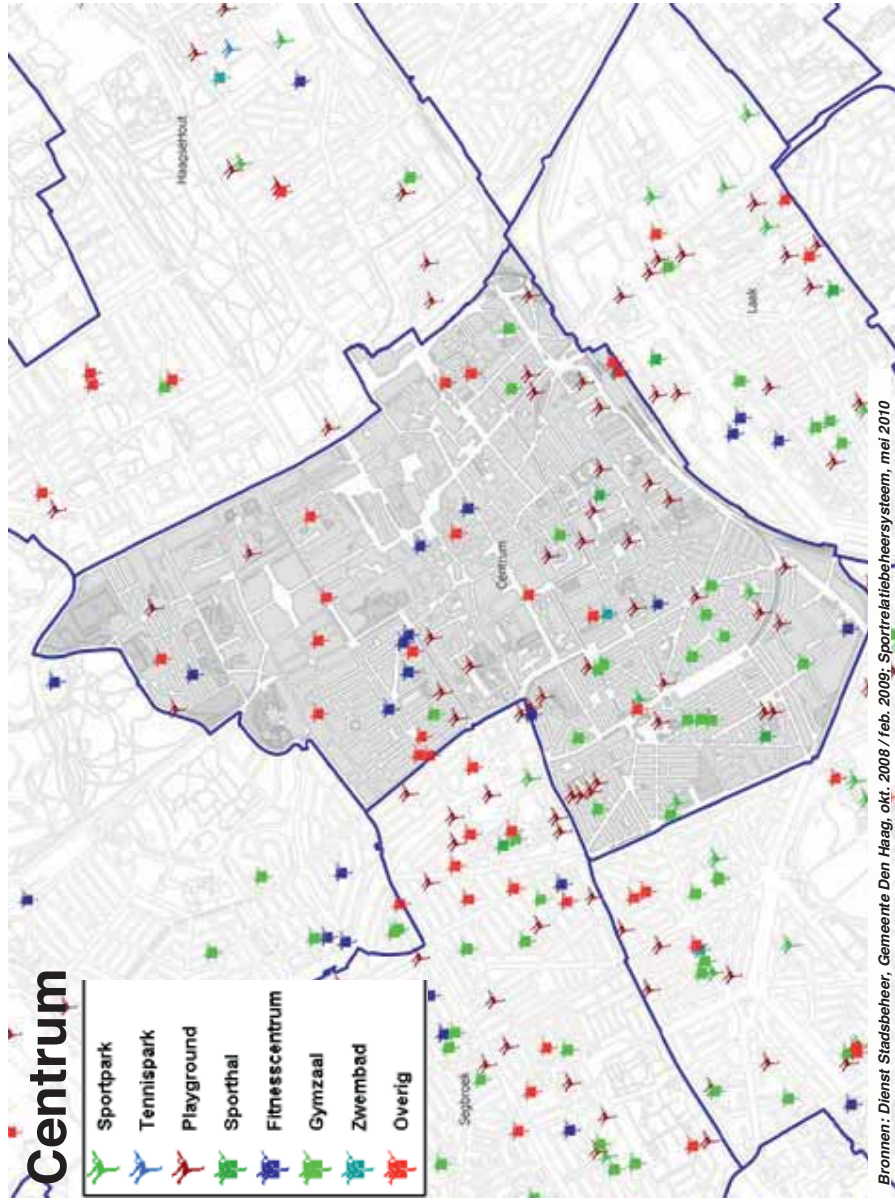 Centrum
Sportpark
Tennispark
Playground
Sporthal
Fitnesscentrum
Gymzaal
Zwembad
Overig
HaagseHout
Centrum
Laak
Segbroek
Bronnen: Dienst Stadsbeheer, Gemeente Den Haag, okt. 2008 / feb. 2009; Sportrelatiebeheersysteem, mei 2010